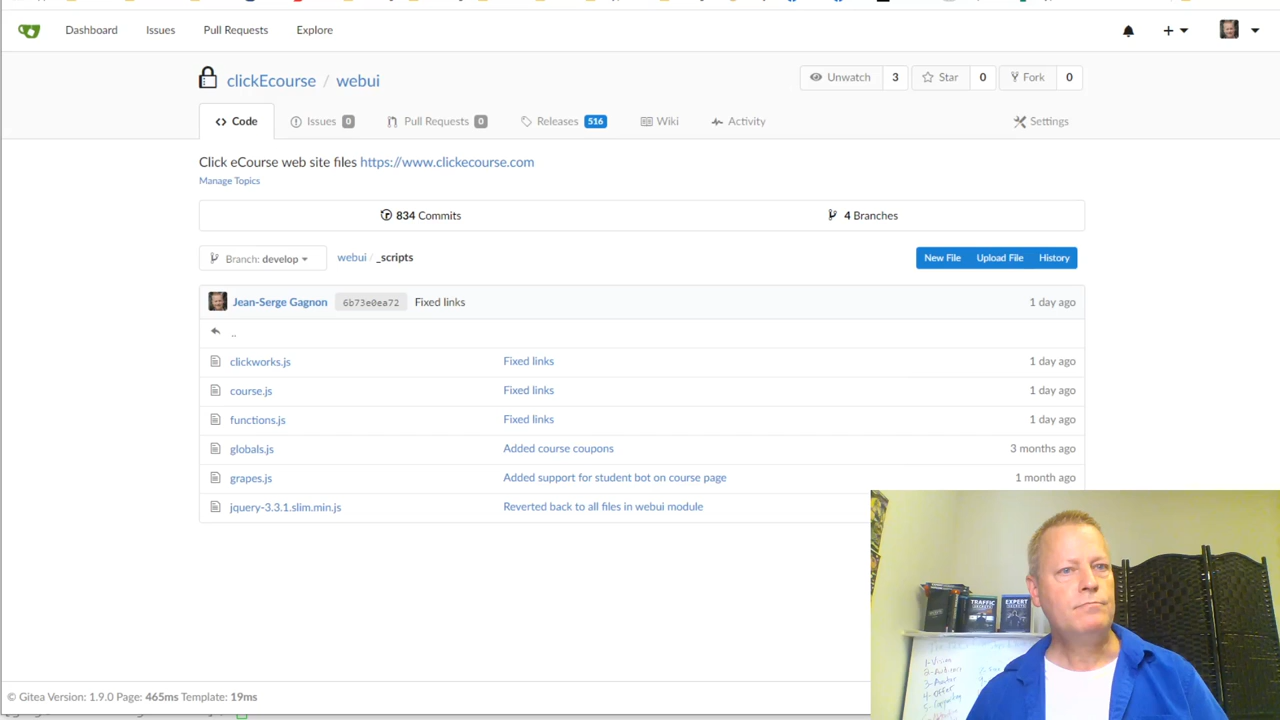 Dashboard Issues Pull Requests Explore
clickEcourse / webui
Unwatch 3 Star 0 Fork 0
Code Issues 0 Pull Requests 0 Releases 516 Wiki Activity Settings
Click eCourse web site files https://www.clickecourse.com
Manage Topics
834 Commits 4 Branches
Branch: develop webui / _scripts New File Upload File History
Jean-Serge Gagnon 6b73e0ea72 Fixed links 1 day ago
..
clickworks.js Fixed links 1 day ago
course.js Fixed links 1 day ago
functions.js Fixed links 1 day ago
globals.js Added course coupons 3 months ago
grapes.js Added support for student bot on course page 1 month ago
jquery-3.3.1.slim.min.js Reverted back to all files in webui module
TRAFFIC SECRETS EXPERT SECRETS
1-Vision
© Gitea Version: 1.9.0 Page: 465ms Template: 19ms